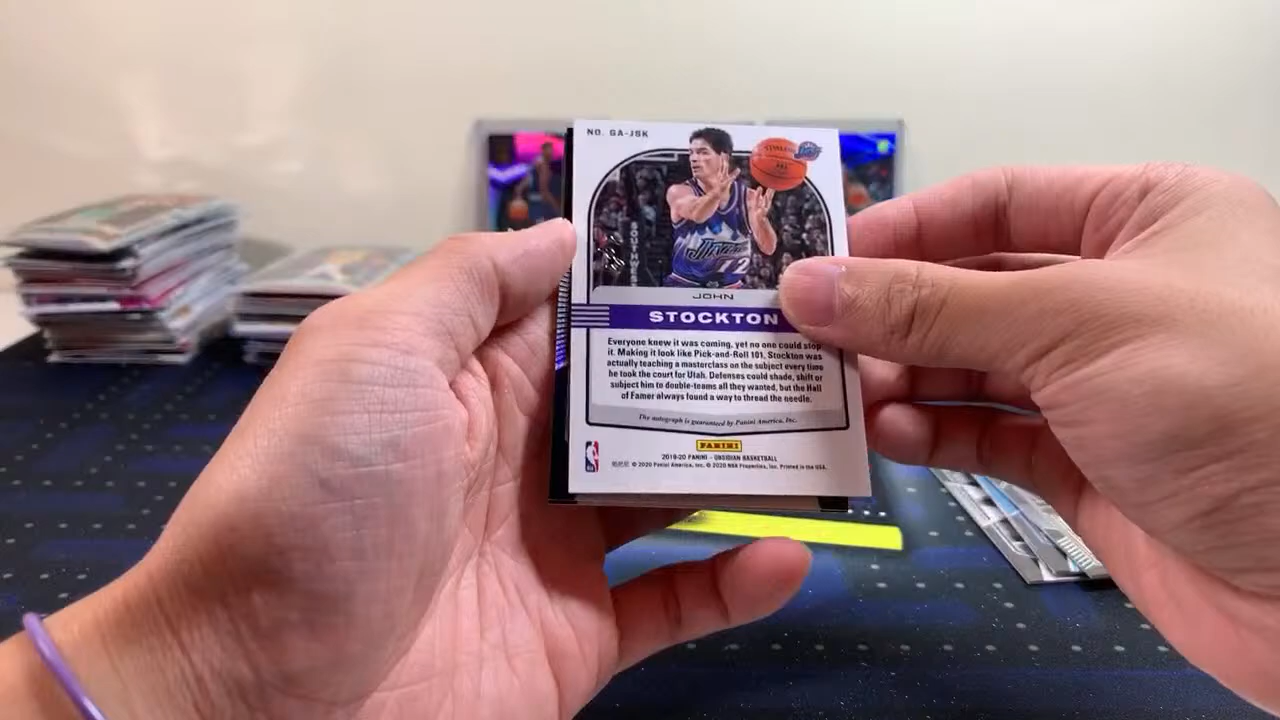 NO. GA-JSK
SPALDING
SOUTHWES
JAZZ
12
JOHN
STOCKTON
Everyone knew it was coming, yet no one could stop
it. Making it look like Pick-and-Roll 101, Stockton was
actually teaching a masterclass on the subject every time
he took the court for Utah. Defenses could shade, shift or
subject him to double-teams all they wanted, but the Hall
of Famer always found a way to thread the needle.
The autograph is guaranteed by Panini America, Inc.
PANINI
2019-20 PANINI - OBSIDIAN BASKETBALL
© 2020 Panini America, Inc. © 2020 NBA Properties, Inc. Printed in the USA.